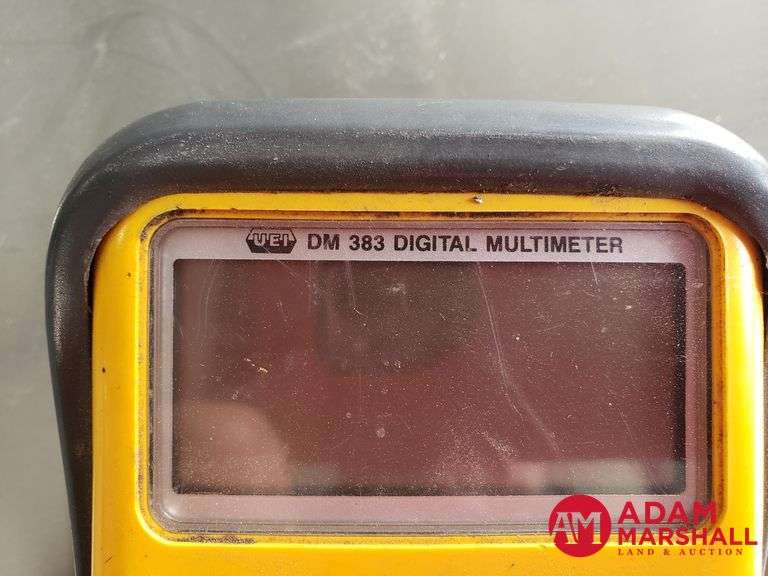 UEI DM 383 DIGITAL MULTIMETER
AM ADAM
MARSHALL
LAND & AUCTION